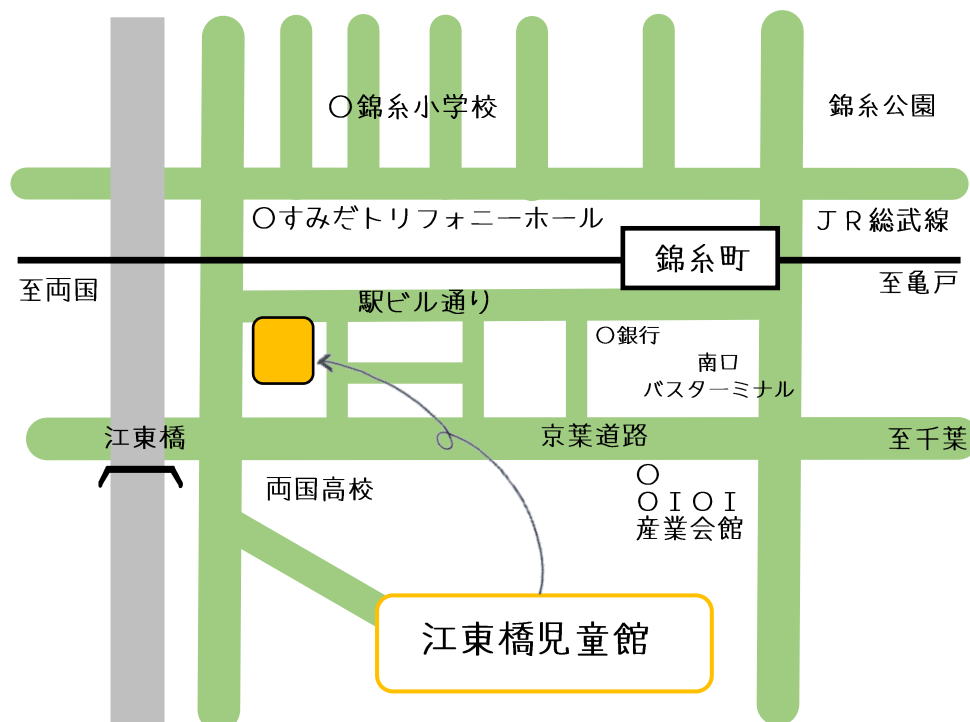 〇錦糸小学校
錦糸公園
〇すみだトリフォニーホール
ＪＲ総武線
錦糸町
至両国
至亀戸
駅ビル通り
〇銀行
南口
バスターミナル
江東橋
京葉道路
至千葉
両国高校
〇
〇Ｉ〇Ｉ
産業会館
江東橋児童館